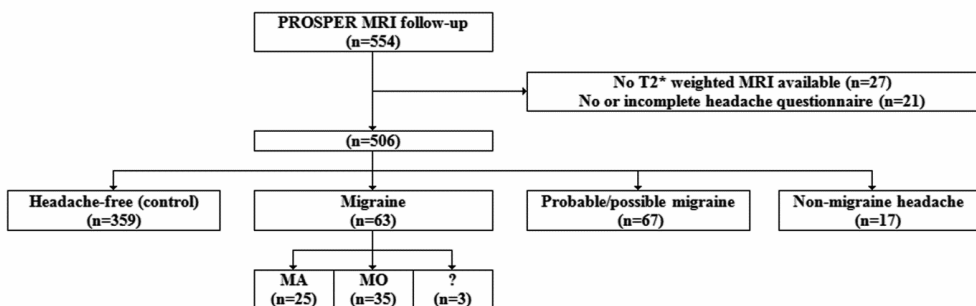 PROSPER MRI follow-up
(n=554)
No T2* weighted MRI available (n=27)
No or incomplete headache questionnaire (n=21)
(n=506)
Headache-free (control)
(n=359)
Migraine
(n=63)
Probable/possible migraine
(n=67)
Non-migraine headache
(n=17)
MA
(n=25)
MO
(n=35)
?
(n=3)